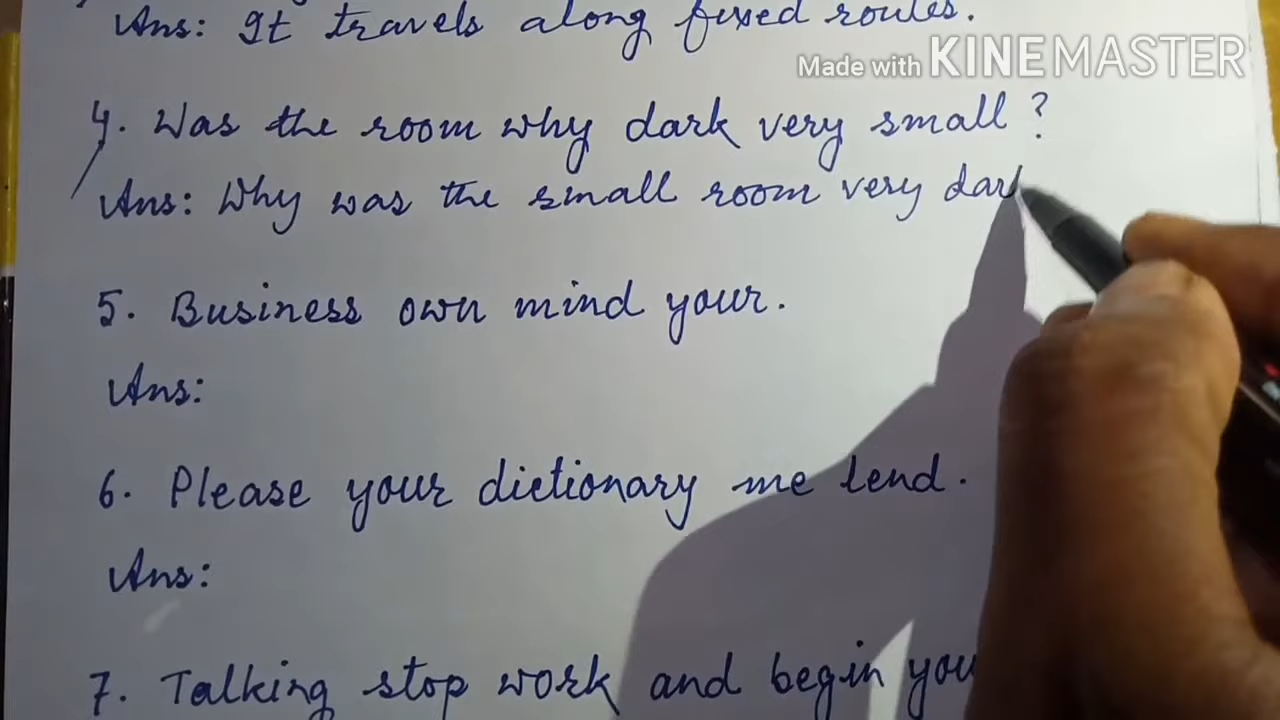 Ans: It travels along fixed routes.
Made with KINEMASTER
4. Was the room why dark very small?
Ans: Why was the small room very dark
5. Business own mind your.
Ans:
6. Please your dictionary me lend.
Ans:
7. Talking stop work and begin you